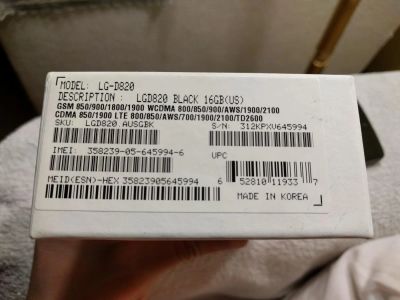 MODEL: LG-D820
DESCRIPTION : LGD820 BLACK 16GB(US)
GSM 850/900/1800/1900 WCDMA 800/850/900/AWS/1900/2100
CDMA 850/1900 LTE 800/850/AWS/700/1900/2100/TD2600
SKU: LGD820.AUSGBK S/N: 312KPXV645994
IMEI: 358239-05-645994-6 UPC
MEID(ESN)-HEX 35823905645994 6 52810 11933 7
MADE IN KOREA